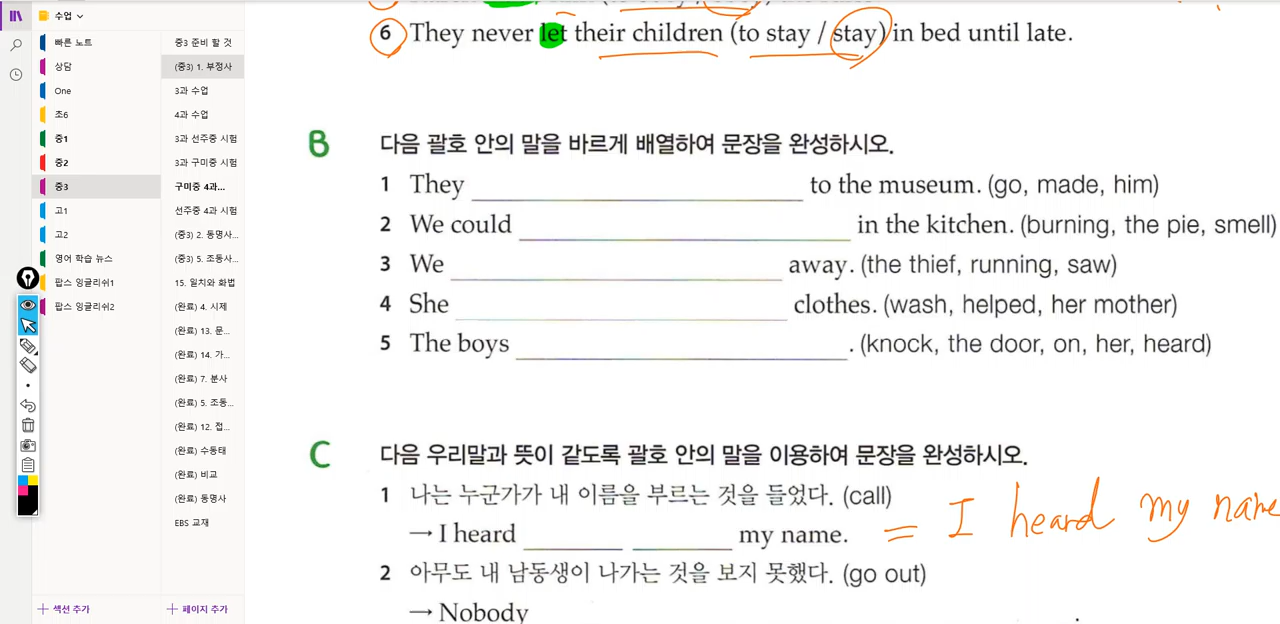 수업
빠른 노트
상담
One
초6
중1
중2
중3
고1
고2
영어 학습 뉴스
팝스 잉글리쉬1
팝스 잉글리쉬2
+ 섹션 추가
중3 준비 할 것
(중3) 1. 부정사
3과 수업
4과 수업
3과 선주중 시험
3과 구미중 시험
구미중 4과...
선주중 4과 시험
(중3) 2. 동명사...
(중3) 5. 조동사...
15. 일치와 화법
(완료) 4. 시제
(완료) 13. 문...
(완료) 14. 가...
(완료) 7. 분사
(완료) 5. 조동...
(완료) 12. 접...
(완료) 수동태
(완료) 비교
(완료) 동명사
EBS 교재
+ 페이지 추가
6 They never let their children (to stay / stay) in bed until late.
B 다음 괄호 안의 말을 바르게 배열하여 문장을 완성하시오.
1 They ____ to the museum. (go, made, him)
2 We could ____ in the kitchen. (burning, the pie, smell)
3 We ____ away. (the thief, running, saw)
4 She ____ clothes. (wash, helped, her mother)
5 The boys ____. (knock, the door, on, her, heard)
C 다음 우리말과 뜻이 같도록 괄호 안의 말을 이용하여 문장을 완성하시오.
1 나는 누군가가 내 이름을 부르는 것을 들었다. (call)
→ I heard ____ ____ my name. = I heard my name
2 아무도 내 남동생이 나가는 것을 보지 못했다. (go out)
→ Nobody